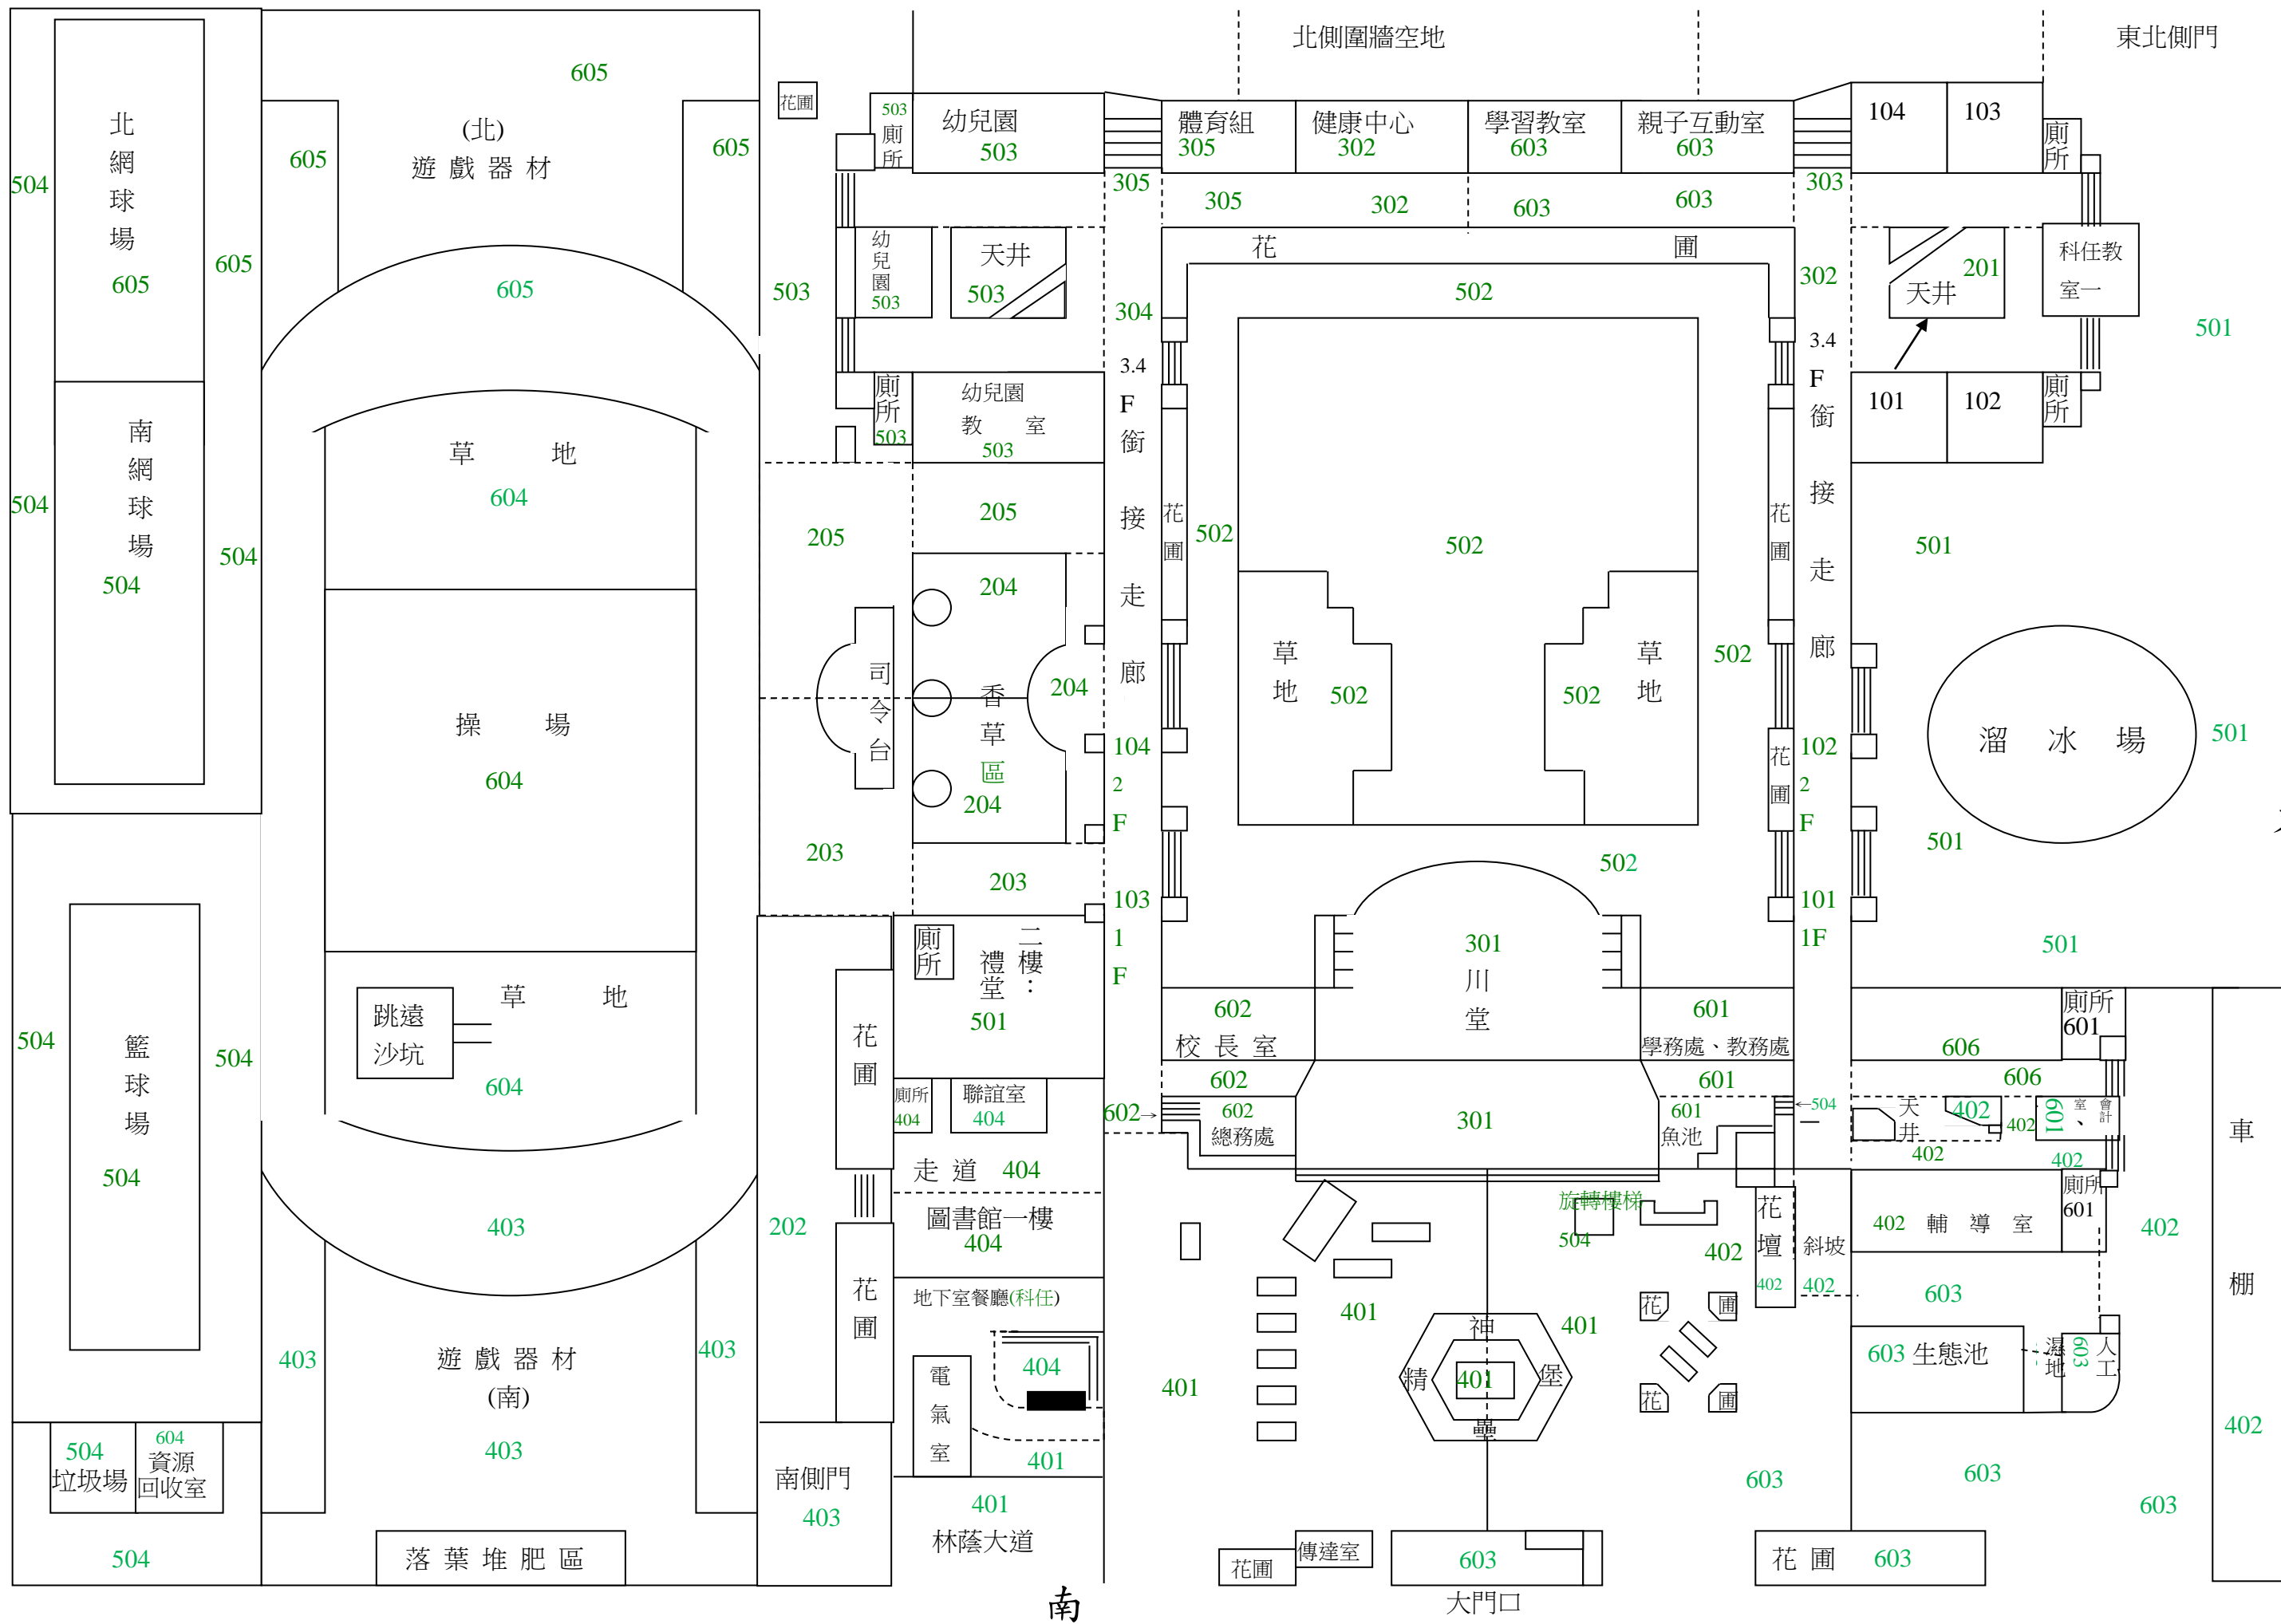 北側圍牆空地
東北側門
605
花圃
北網球場
605
504
605
(北)
遊戲器材
605
605
605
605
503
廁所
幼兒園
503
體育組
305
健康中心
302
學習教室
603
親子互動室
603
104
103
廁所
305
305
302
603
603
303
503
幼兒園
503
天井
503
304
花圃
502
302
201
天井
科任教
室一
501
3.4
F
銜接走廊
3.4
F
銜接走廊
廁所
503
幼兒園
教室
503
101
102
廁所
南網球場
504
504
504
草地
604
205
205
花圃
502
502
花圃
501
操場
604
司令台
204
204
香草區
204
草地
502
草地
502
502
溜冰場
501
501
104
2
F
102
2
F
花圃
203
203
103
1
F
502
101
1F
501
籃球場
504
504
504
跳遠
沙坑
草地
604
花圃
廁所
二樓：
禮堂
501
301
川堂
602
校長室
601
學務處、教務處
606
廁所
601
602
601
606
廁所
404
聯誼室
404
602→
602
總務處
301
601
魚池
←504
天井
402
402
402
會計
室、
601
402
車棚
走道 404
403
202
圖書館一樓
404
旋轉樓梯
504
402
花壇
402
斜坡
402
402 輔導室
廁所
601
402
花圃
地下室餐廳(科任)
401
401
401
花圃
花圃
603
403
遊戲器材
(南)
403
403
電氣室
404
401
精神堡壘
401
603 生態池
濕地
603
人工
402
504
垃圾場
604
資源
回收室
504
南側門
403
401
林蔭大道
603
603
603
落葉堆肥區
花圃
傳達室
603
花圃 603
大門口
南